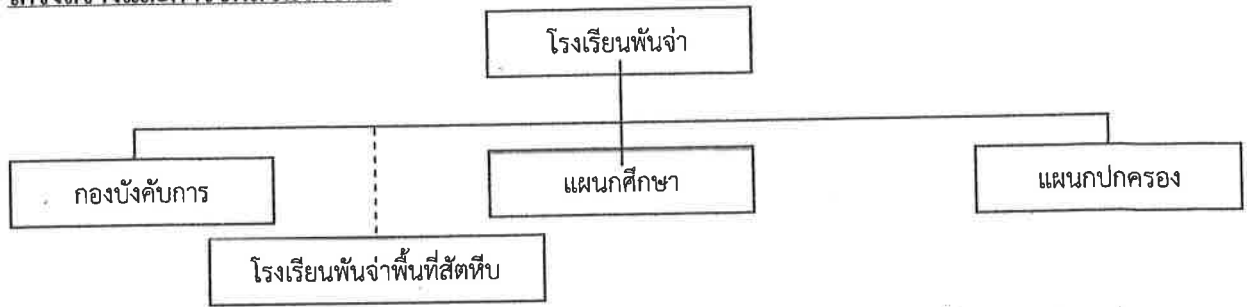 โรงเรียนพันจ่า
กองบังคับการ
แผนกศึกษา
แผนกปกครอง
โรงเรียนพันจ่าพื้นที่สัตหีบ